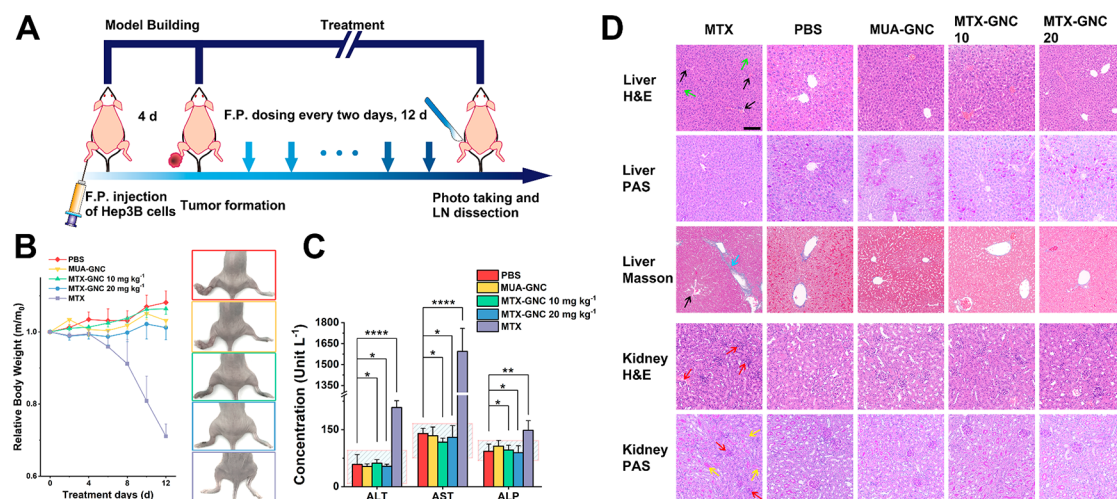 A
Model Building
Treatment
4 d
F.P. dosing every two days, 12 d
F.P. injection
of Hep3B cells
Tumor formation
Photo taking and
LN dissection
B
PBS
MUA-GNC
MTX-GNC 10 mg kg⁻¹
MTX-GNC 20 mg kg⁻¹
MTX
Relative Body Weight (m/m₀)
1.0
0.8
0.6
0
4
8
12
Treatment days (d)
C
PBS
MUA-GNC
MTX-GNC 10 mg kg⁻¹
MTX-GNC 20 mg kg⁻¹
MTX
Concentration (Unit L⁻¹)
1800
1650
1500
1350
150
0
****
*
*
****
*
*
**
*
*
ALT
AST
ALP
D
MTX
PBS
MUA-GNC
MTX-GNC
10
MTX-GNC
20
Liver
H&E
Liver
PAS
Liver
Masson
Kidney
H&E
Kidney
PAS